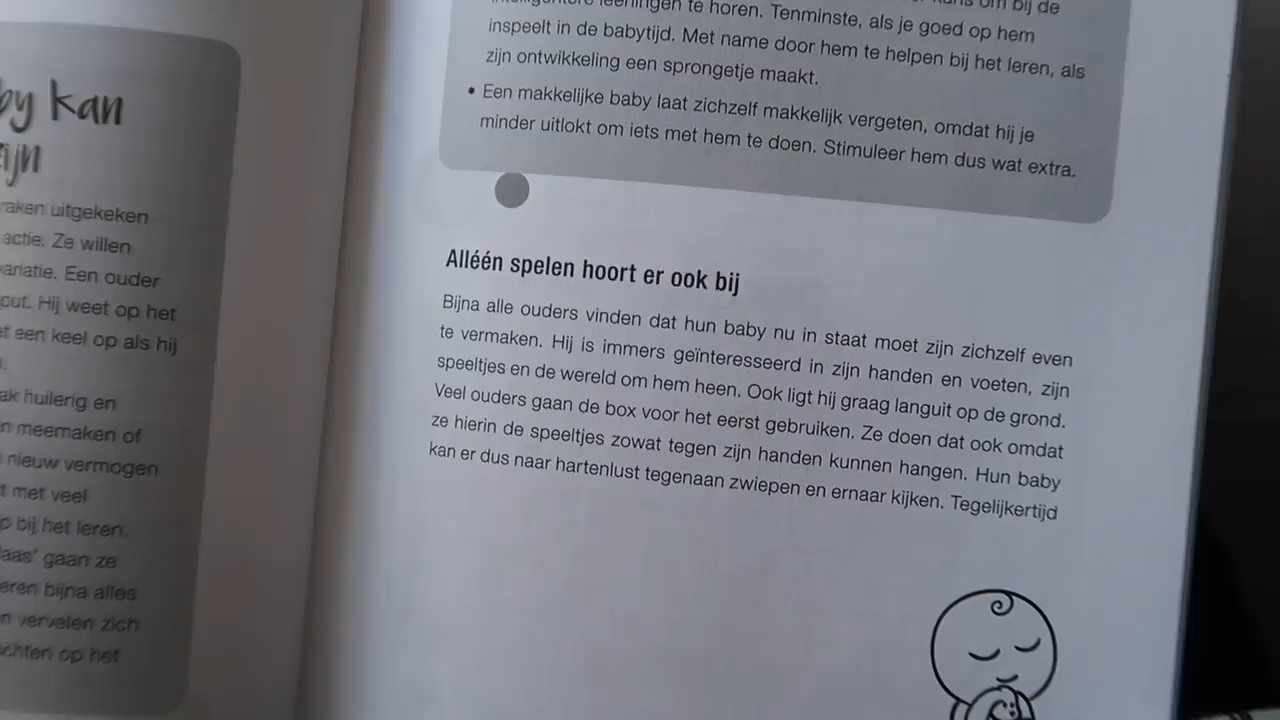 kan
uitgekeken
actie. Ze willen
Een ouder
Hij weet op het
een keel op als hij
huilerig en
meemaken of
nieuw vermogen
met veel
bij het leren.
gaan ze
bijna alles
vervelen zich
op het
te horen. Tenminste, als je goed op hem
inspeelt in de babytijd. Met name door hem te helpen bij het leren, als
zijn ontwikkeling een sprongetje maakt.
• Een makkelijke baby laat zichzelf makkelijk vergeten, omdat hij je
minder uitlokt om iets met hem te doen. Stimuleer hem dus wat extra.
Alléén spelen hoort er ook bij
Bijna alle ouders vinden dat hun baby nu in staat moet zijn zichzelf even
te vermaken. Hij is immers geïnteresseerd in zijn handen en voeten, zijn
speeltjes en de wereld om hem heen. Ook ligt hij graag languit op de grond.
Veel ouders gaan de box voor het eerst gebruiken. Ze doen dat ook omdat
ze hierin de speeltjes zowat tegen zijn handen kunnen hangen. Hun baby
kan er dus naar hartenlust tegenaan zwiepen en ernaar kijken. Tegelijkertijd